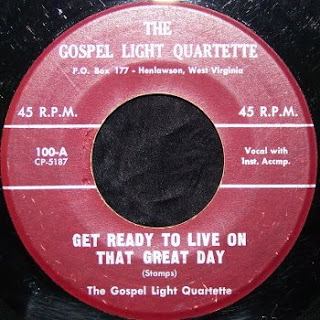 THE
GOSPEL LIGHT QUARTETTE
P.O. Box 177 - Henlawson, West Virginia
45 R.P.M.
45 R.P.M.
100-A
CP-5187
Vocal with
Inst. Accmp.
GET READY TO LIVE ON
THAT GREAT DAY
(Stamps)
The Gospel Light Quartette